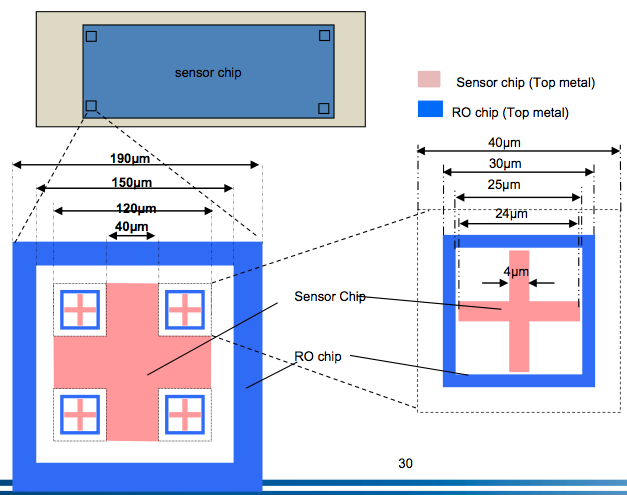 sensor chip
Sensor chip (Top metal)
RO chip (Top metal)
190μm
150μm
120μm
40μm
40μm
30μm
25μm
24μm
4μm
Sensor Chip
RO chip
30